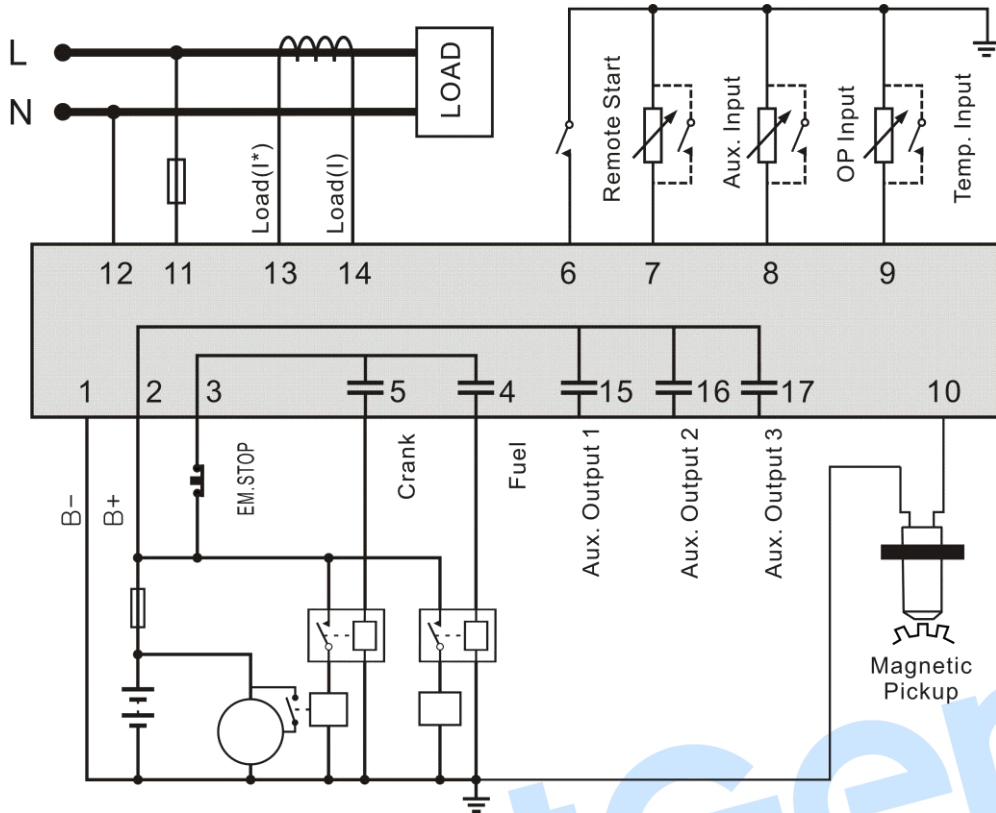 L
N
LOAD
Load(I*)
Load(I)
Remote Start
Aux. Input
OP Input
Temp. Input
12 11 13 14 6 7 8 9
1 2 3 5 4 15 16 17 10
B-
B+
EM.STOP
Crank
Fuel
Aux. Output 1
Aux. Output 2
Aux. Output 3
Magnetic
Pickup